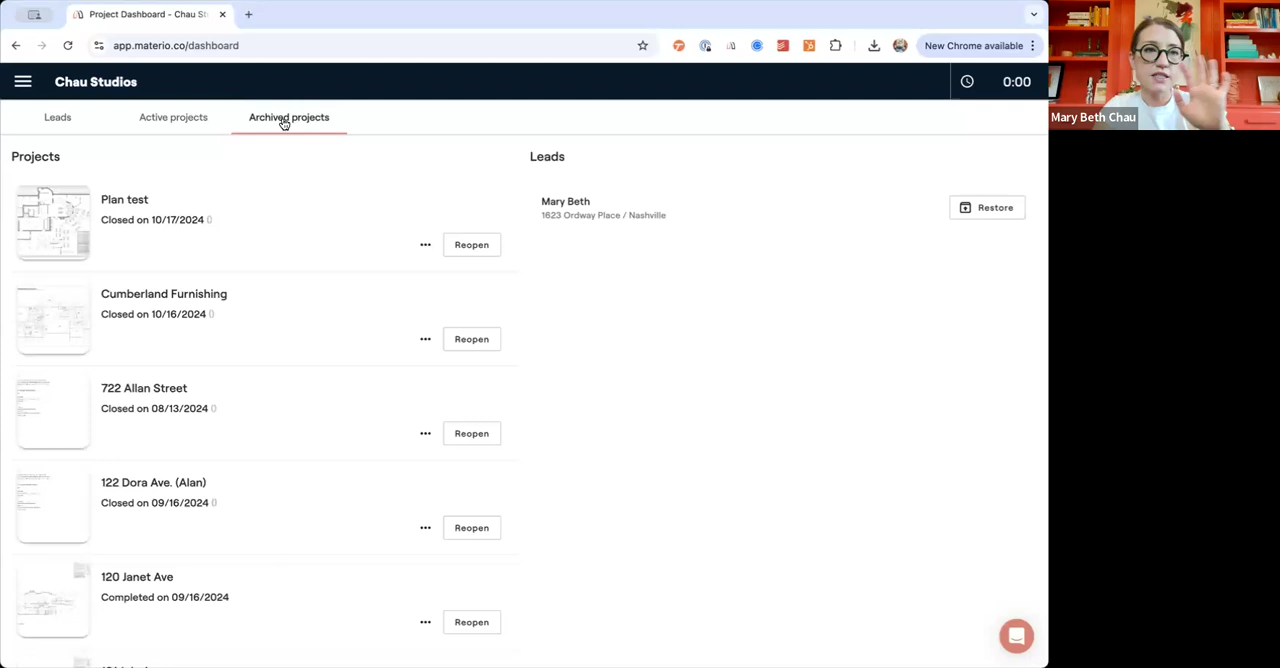 Project Dashboard - Chau St
app.materio.co/dashboard
New Chrome available
Chau Studios
0:00
Mary Beth Chau
Leads
Active projects
Archived projects
Projects
Leads
Plan test
Closed on 10/17/2024 ()
Reopen
Mary Beth
1623 Ordway Place / Nashville
Restore
Cumberland Furnishing
Closed on 10/16/2024 ()
Reopen
722 Allan Street
Closed on 08/13/2024 ()
Reopen
122 Dora Ave. (Alan)
Closed on 09/16/2024 ()
Reopen
120 Janet Ave
Completed on 09/16/2024
Reopen